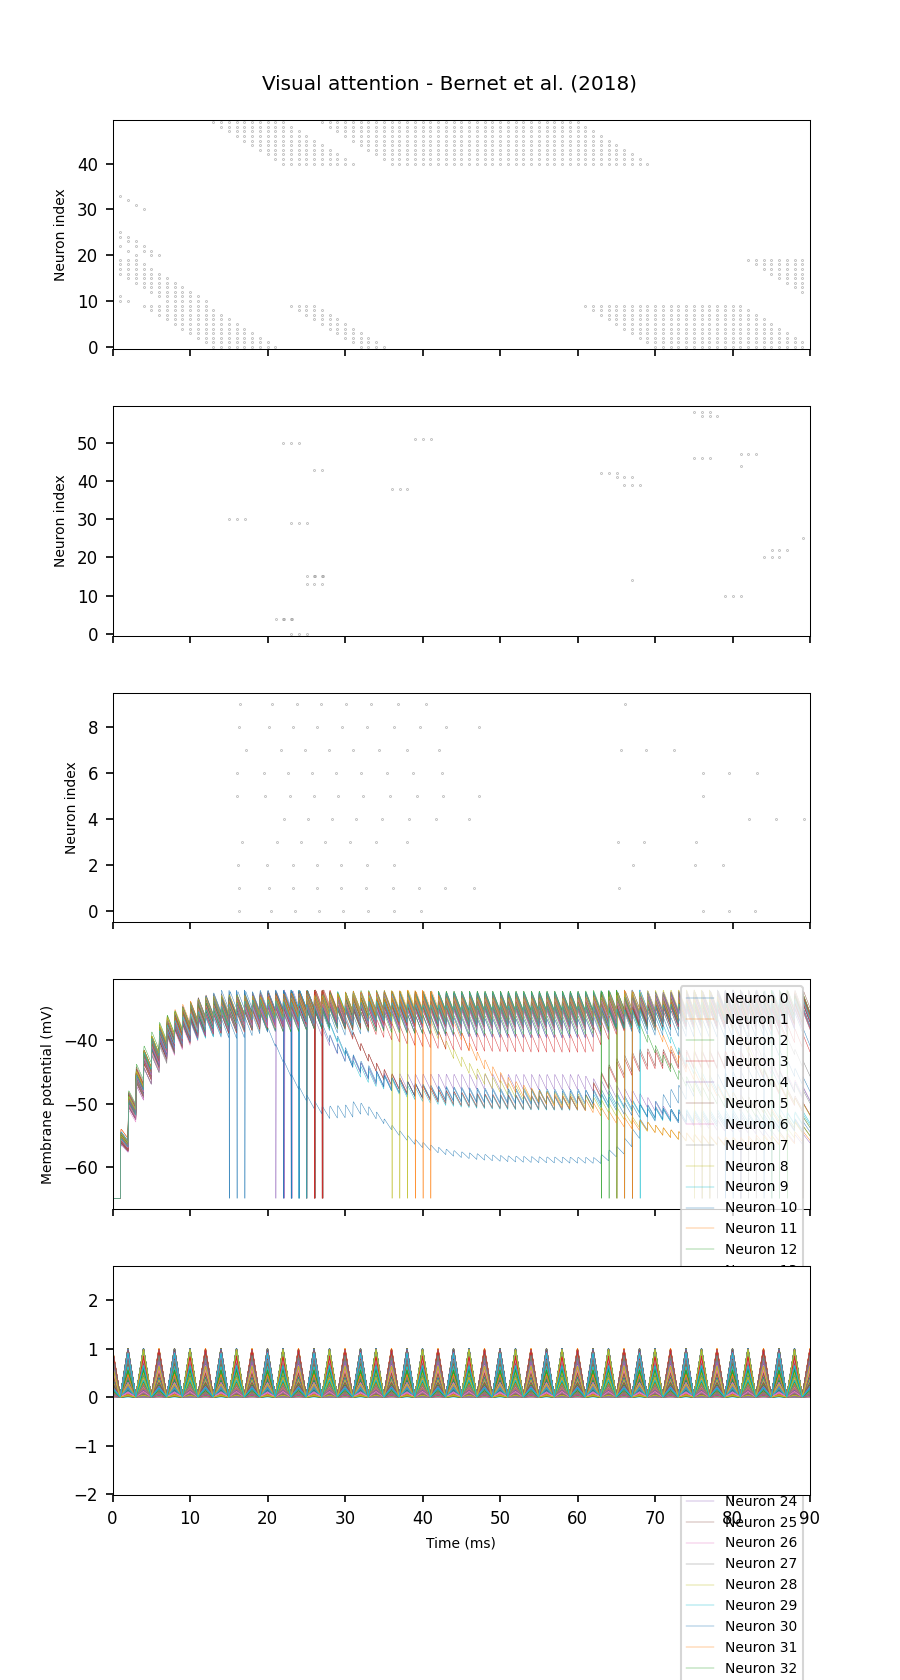 Visual attention - Bernet et al. (2018)
Neuron index
40
30
20
10
0
Neuron index
50
40
30
20
10
0
Neuron index
8
6
4
2
0
Membrane potential (mV)
−40
−50
−60
Neuron 0
Neuron 1
Neuron 2
Neuron 3
Neuron 4
Neuron 5
Neuron 6
Neuron 7
Neuron 8
Neuron 9
Neuron 10
Neuron 11
Neuron 12
2
1
0
−1
−2
0 10 20 30 40 50 60 70 80 90
Time (ms)
Neuron 24
Neuron 25
Neuron 26
Neuron 27
Neuron 28
Neuron 29
Neuron 30
Neuron 31
Neuron 32